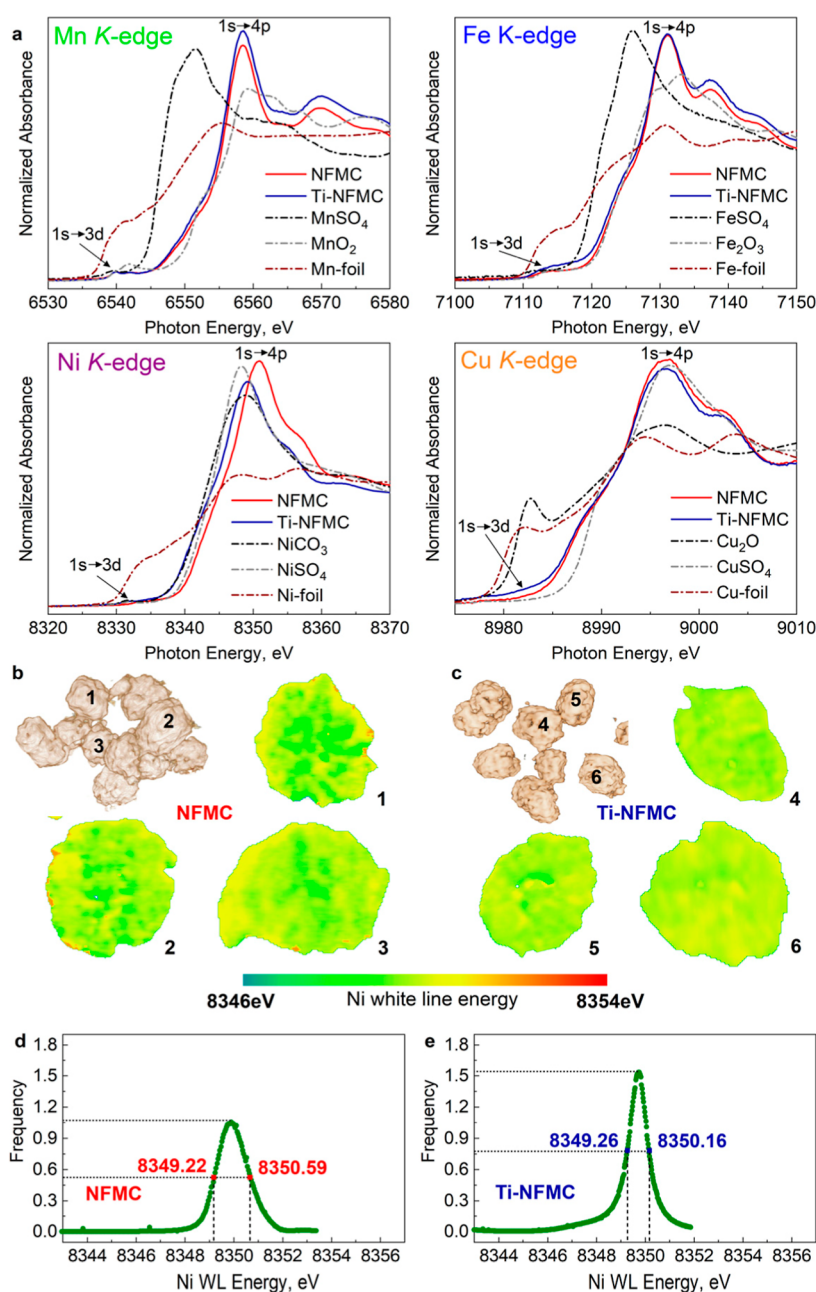 a
Mn K-edge
1s→4p
Normalized Absorbance
1s→3d
NFMC
Ti-NFMC
MnSO4
MnO2
Mn-foil
6530 6540 6550 6560 6570 6580
Photon Energy, eV
Fe K-edge
1s→4p
Normalized Absorbance
1s→3d
NFMC
Ti-NFMC
FeSO4
Fe2O3
Fe-foil
7100 7110 7120 7130 7140 7150
Photon Energy, eV
Ni K-edge
1s→4p
Normalized Absorbance
1s→3d
NFMC
Ti-NFMC
NiCO3
NiSO4
Ni-foil
8320 8330 8340 8350 8360 8370
Photon Energy, eV
Cu K-edge
1s→4p
Normalized Absorbance
1s→3d
NFMC
Ti-NFMC
Cu2O
CuSO4
Cu-foil
8980 8990 9000 9010
Photon Energy, eV
b
1
2
3
NFMC
1
2
3
c
5
4
6
Ti-NFMC
4
5
6
8346eV Ni white line energy 8354eV
d
1.8
1.5
1.2
0.9
0.6
0.3
0.0
Frequency
8349.22 8350.59
NFMC
8344 8346 8348 8350 8352 8354 8356
Ni WL Energy, eV
e
1.8
1.5
1.2
0.9
0.6
0.3
0.0
Frequency
8349.26 8350.16
Ti-NFMC
8344 8346 8348 8350 8352 8354 8356
Ni WL Energy, eV